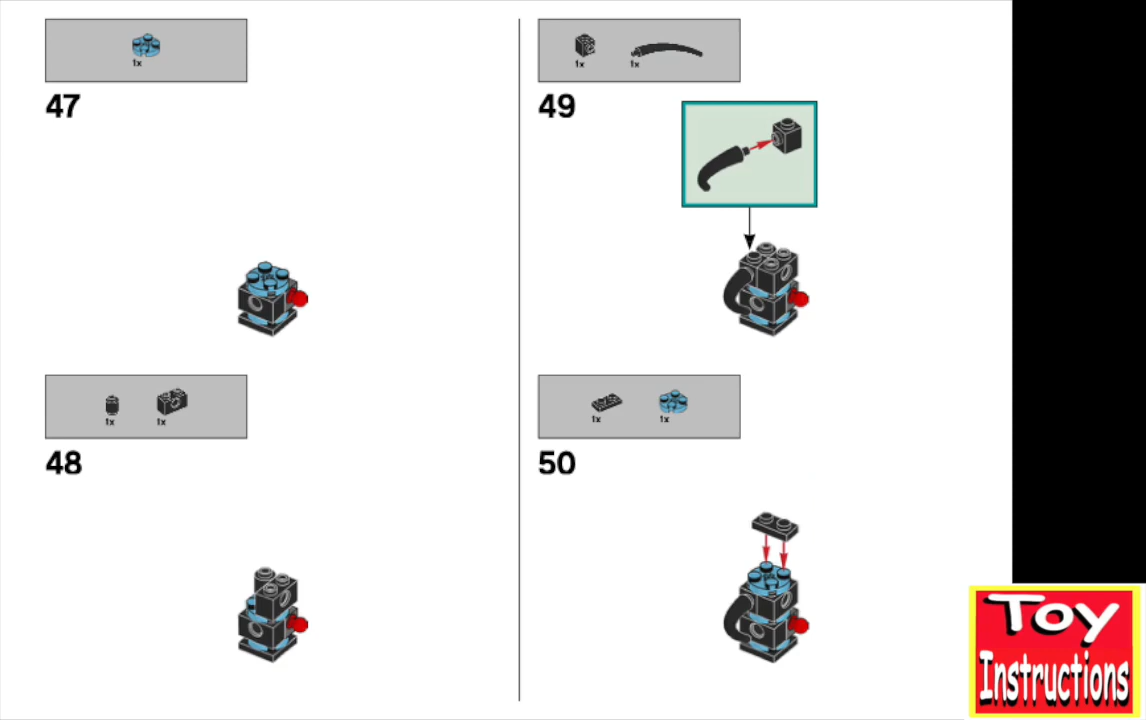 1x
47
1x 1x
48
1x 1x
49
1x 1x
50
Toy
Instructions